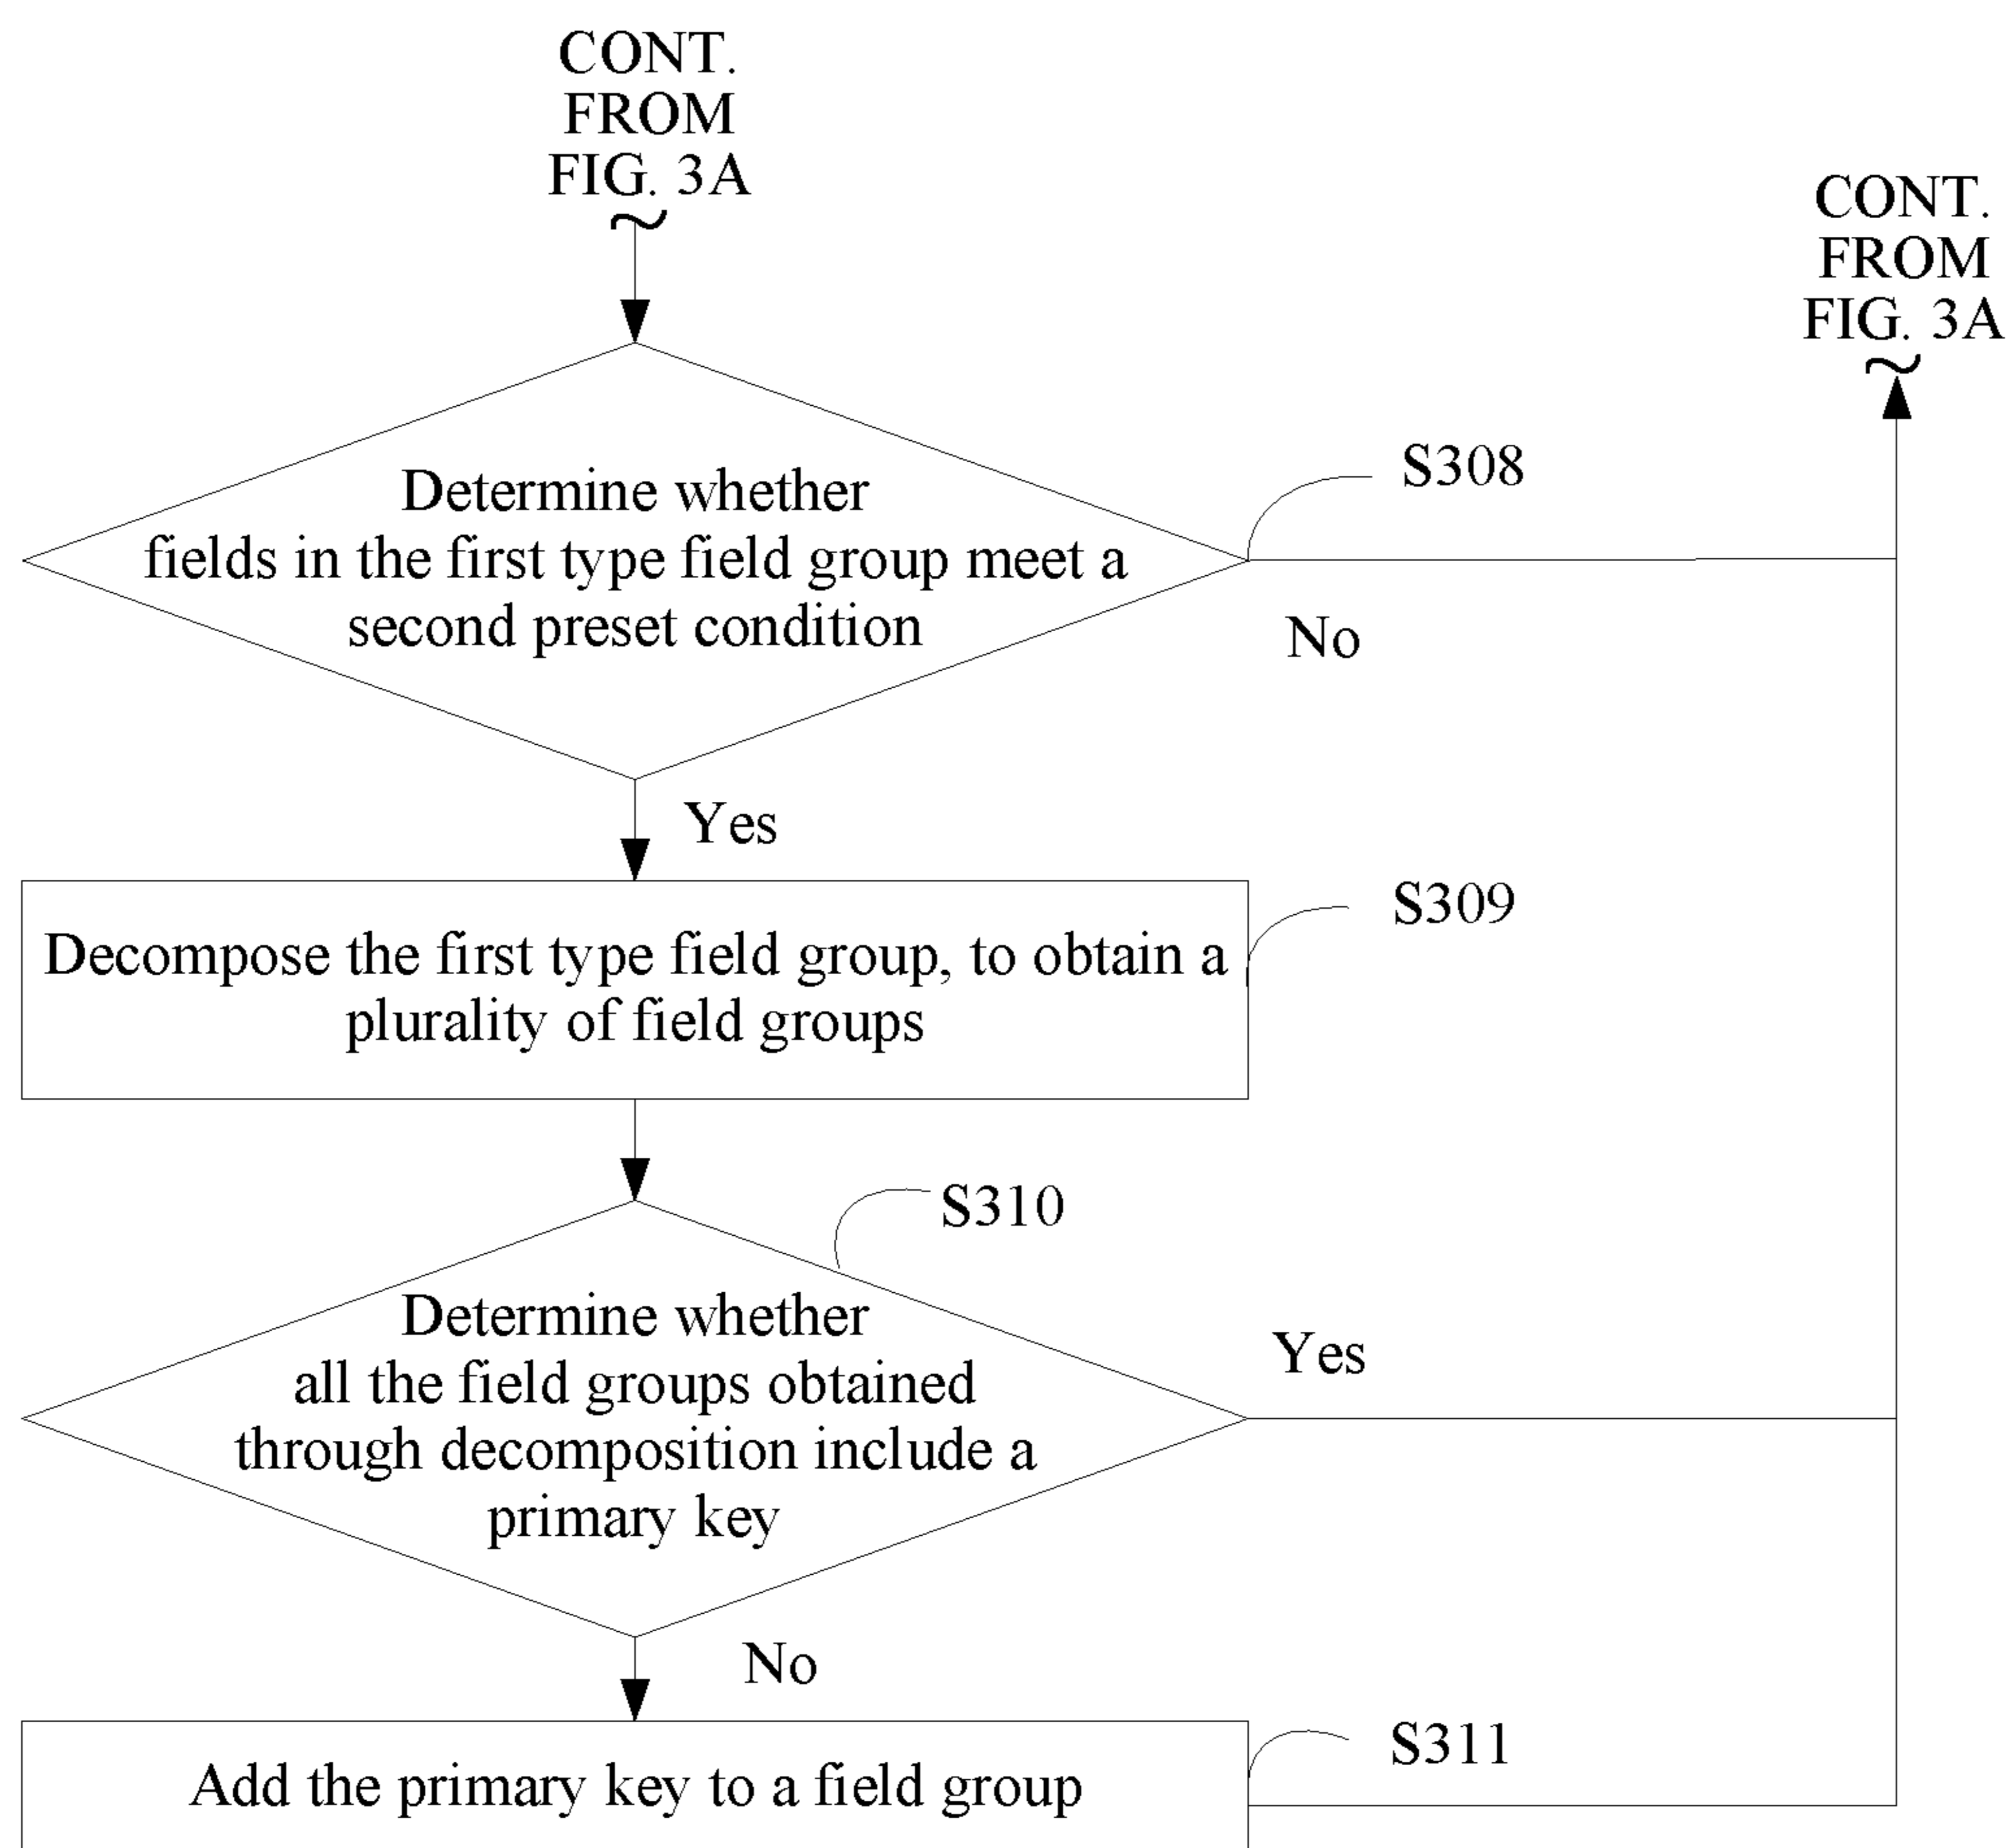 CONT.
FROM
FIG. 3A
CONT.
FROM
FIG. 3A
Determine whether
fields in the first type field group meet a
second preset condition
S308
No
Yes
Decompose the first type field group, to obtain a
plurality of field groups
S309
S310
Determine whether
all the field groups obtained
through decomposition include a
primary key
Yes
No
Add the primary key to a field group
S311